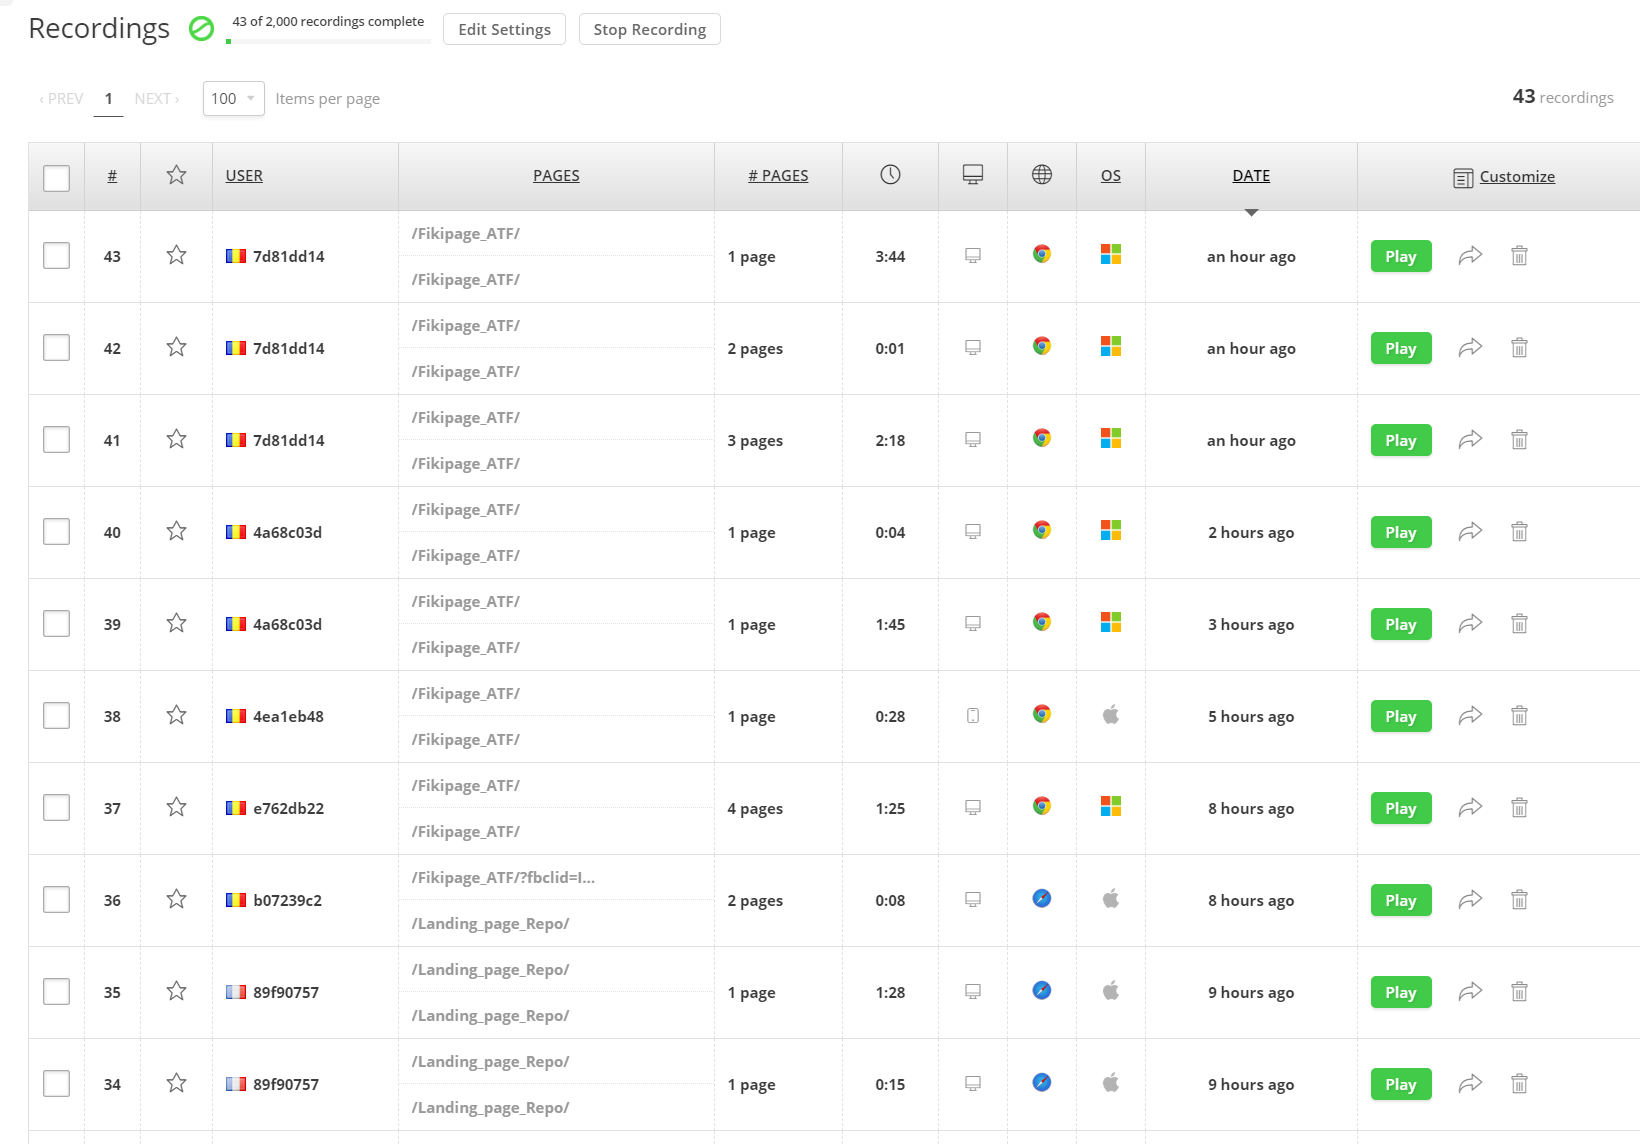 Recordings
43 of 2,000 recordings complete
Edit Settings
Stop Recording
‹ PREV 1 NEXT › 100 Items per page
43 recordings
# USER PAGES # PAGES OS DATE Customize
/Fikipage_ATF/
43 7d81dd14 1 page 3:44 an hour ago Play
/Fikipage_ATF/
/Fikipage_ATF/
42 7d81dd14 2 pages 0:01 an hour ago Play
/Fikipage_ATF/
/Fikipage_ATF/
41 7d81dd14 3 pages 2:18 an hour ago Play
/Fikipage_ATF/
/Fikipage_ATF/
40 4a68c03d 1 page 0:04 2 hours ago Play
/Fikipage_ATF/
/Fikipage_ATF/
39 4a68c03d 1 page 1:45 3 hours ago Play
/Fikipage_ATF/
/Fikipage_ATF/
38 4ea1eb48 1 page 0:28 5 hours ago Play
/Fikipage_ATF/
/Fikipage_ATF/
37 e762db22 4 pages 1:25 8 hours ago Play
/Fikipage_ATF/
/Fikipage_ATF/?fbclid=I...
36 b07239c2 2 pages 0:08 8 hours ago Play
/Landing_page_Repo/
/Landing_page_Repo/
35 89f90757 1 page 1:28 9 hours ago Play
/Landing_page_Repo/
/Landing_page_Repo/
34 89f90757 1 page 0:15 9 hours ago Play
/Landing_page_Repo/